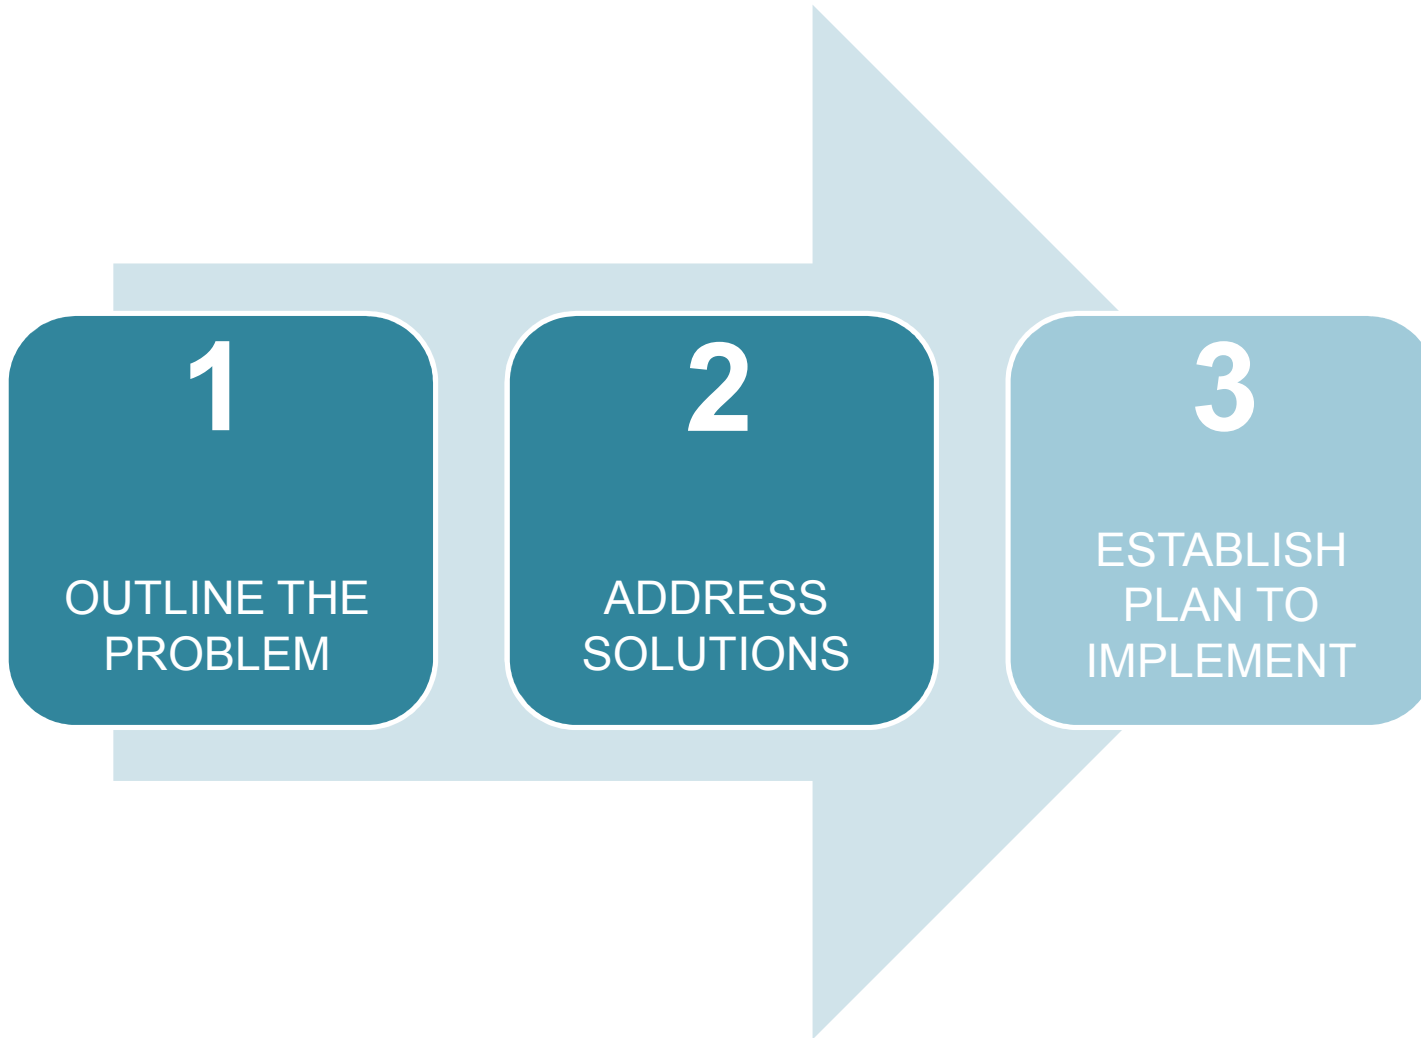 1
OUTLINE THE
PROBLEM
2
ADDRESS
SOLUTIONS
3
ESTABLISH
PLAN TO
IMPLEMENT